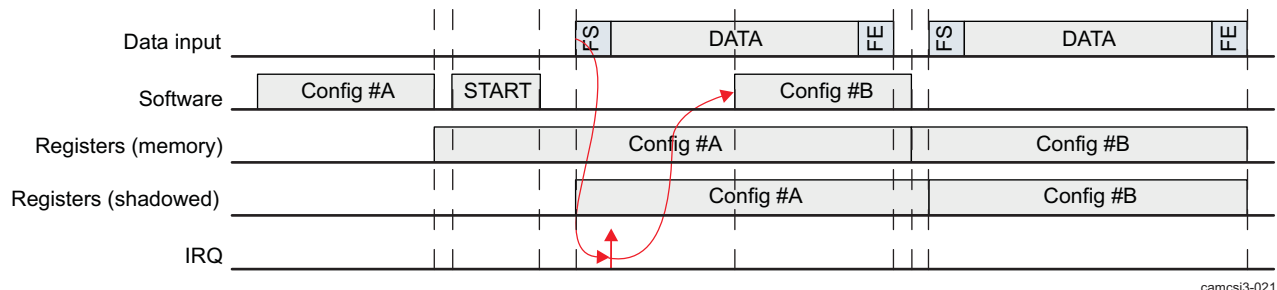 Data input FS DATA FE FS DATA FE
Software Config #A START Config #B
Registers (memory) Config #A Config #B
Registers (shadowed) Config #A Config #B
IRQ
camcsi3-021